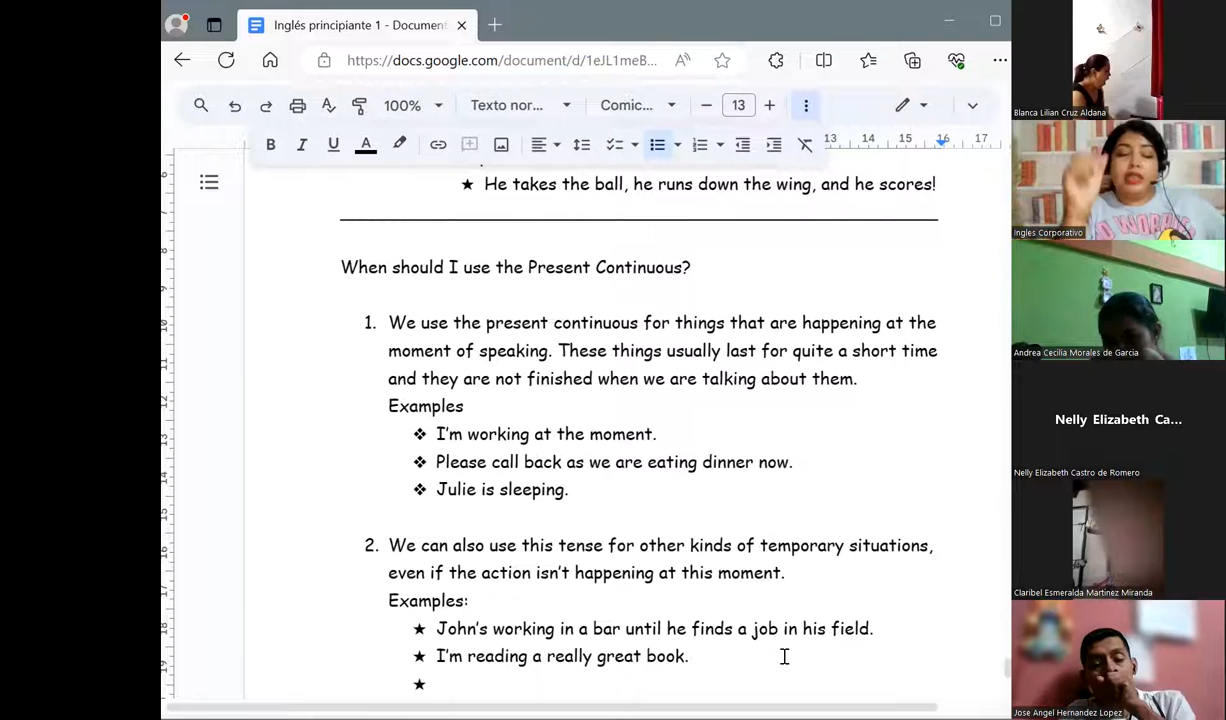 Inglés principiante 1 - Document
https://docs.google.com/document/d/1eJL1meB...
100%
Texto nor...
Comic...
13
B I U A
13 14 15 16 17
★ He takes the ball, he runs down the wing, and he scores!
When should I use the Present Continuous?
1. We use the present continuous for things that are happening at the
moment of speaking. These things usually last for quite a short time
and they are not finished when we are talking about them.
Examples
❖ I'm working at the moment.
❖ Please call back as we are eating dinner now.
❖ Julie is sleeping.
2. We can also use this tense for other kinds of temporary situations,
even if the action isn't happening at this moment.
Examples:
★ John's working in a bar until he finds a job in his field.
★ I'm reading a really great book.
★
Blanca Lilian Cruz Aldana
Ingles Corporativo
Andrea Cecilia Morales de Garcia
Nelly Elizabeth Ca...
Nelly Elizabeth Castro de Romero
Claribel Esmeralda Martinez Miranda
Jose Angel Hernandez Lopez